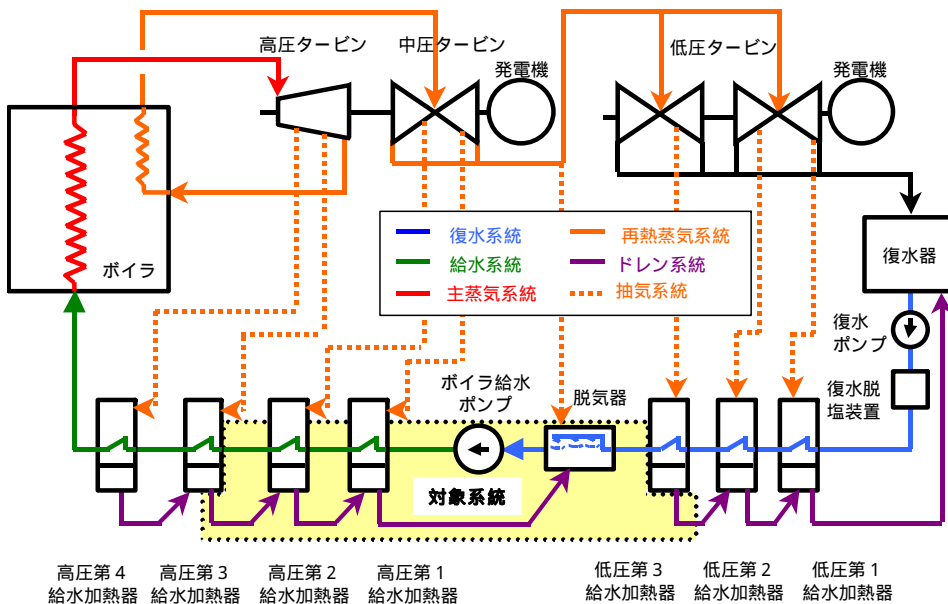 高圧タービン
中圧タービン
低圧タービン
発電機
発電機
ボイラ
復水系統
再熱蒸気系統
給水系統
ドレン系統
主蒸気系統
抽気系統
復水器
復水
ポンプ
復水脱
塩装置
ボイラ給水
ポンプ
脱気器
対象系統
高圧第4
給水加熱器
高圧第3
給水加熱器
高圧第2
給水加熱器
高圧第1
給水加熱器
低圧第3
給水加熱器
低圧第2
給水加熱器
低圧第1
給水加熱器